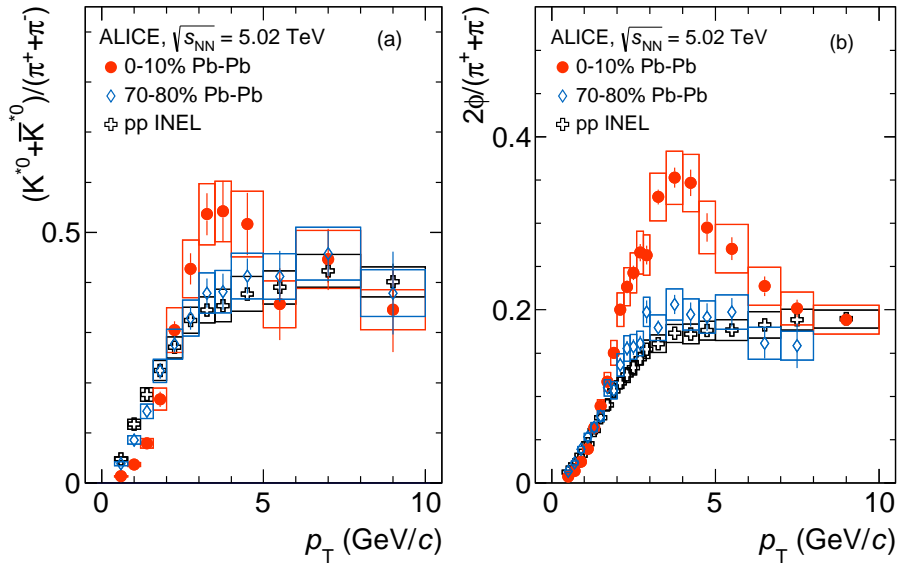 ALICE, √s_NN = 5.02 TeV (a)
0-10% Pb-Pb
70-80% Pb-Pb
pp INEL
(K*0+K̅*0)/(π⁺+π⁻)
0.5
0
0 5 10
p_T (GeV/c)
ALICE, √s_NN = 5.02 TeV (b)
0-10% Pb-Pb
70-80% Pb-Pb
pp INEL
2ϕ/(π⁺+π⁻)
0.4
0.2
0
0 5 10
p_T (GeV/c)